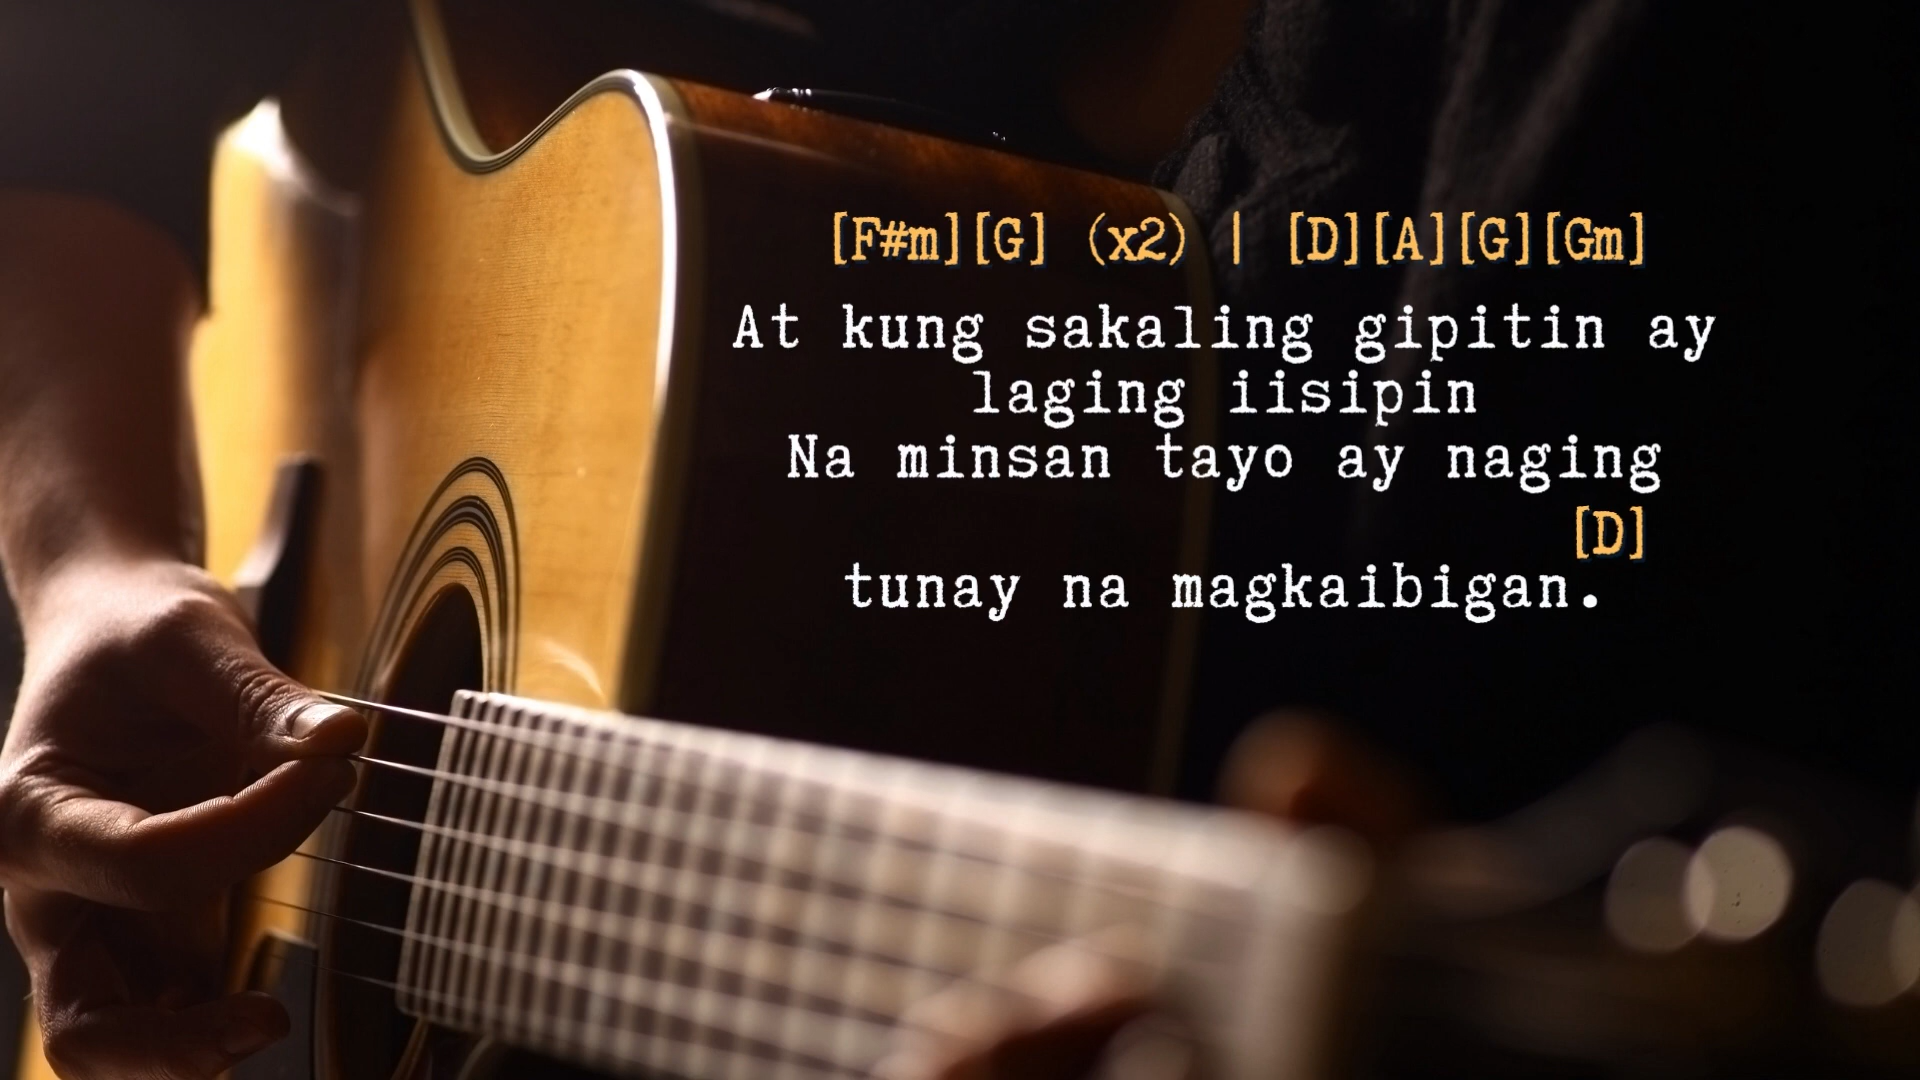 [F#m][G] (x2) | [D][A][G][Gm]
At kung sakaling gipitin ay
laging iisipin
Na minsan tayo ay naging
[D]
tunay na magkaibigan.